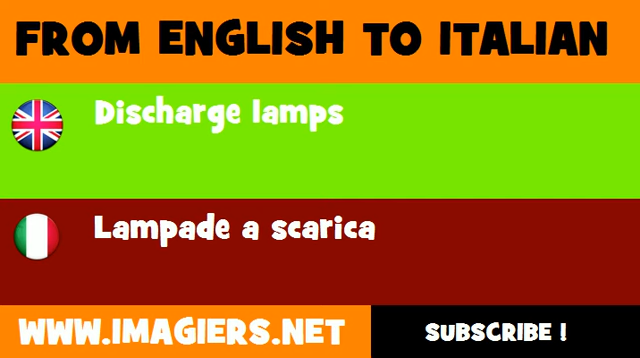 FROM ENGLISH TO ITALIAN
Discharge lamps
Lampade a scarica
WWW.IMAGIERS.NET
SUBSCRIBE !